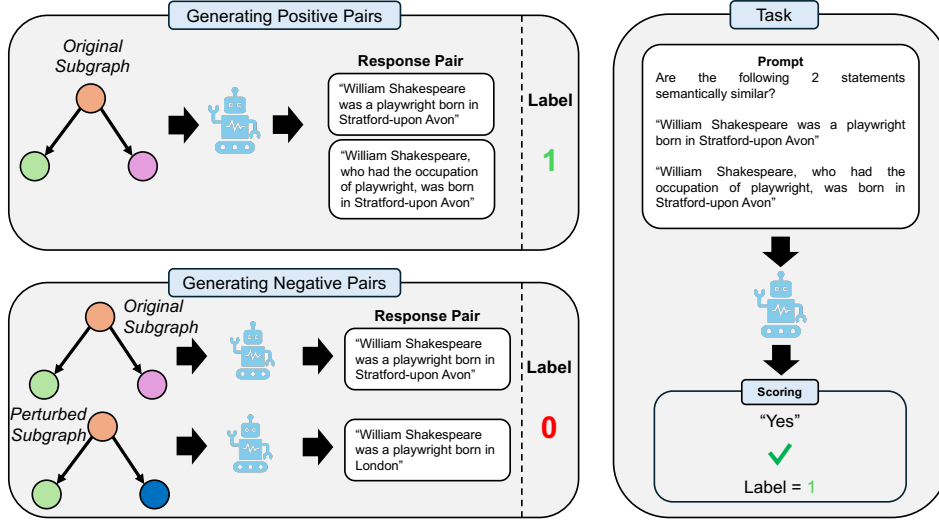 Generating Positive Pairs
Original
Subgraph
Response Pair
“William Shakespeare
was a playwright born in
Stratford-upon Avon”
“William Shakespeare,
who had the occupation
of playwright, was born
in Stratford-upon Avon”
Label
1
Generating Negative Pairs
Original
Subgraph
Response Pair
“William Shakespeare
was a playwright born in
Stratford-upon Avon”
Perturbed
Subgraph
“William Shakespeare
was a playwright born in
London”
Label
0
Task
Prompt
Are the following 2 statements
semantically similar?
“William Shakespeare was a playwright
born in Stratford-upon Avon”
“William Shakespeare, who had the
occupation of playwright, was born in
Stratford-upon Avon”
Scoring
“Yes”
Label = 1